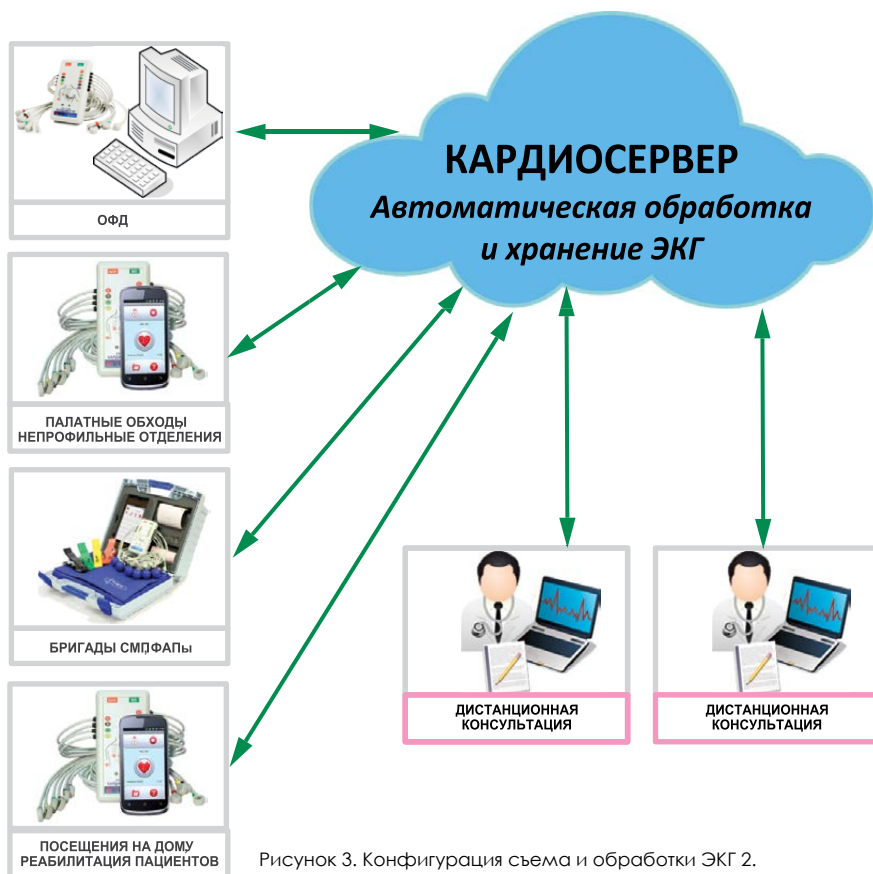 КАРДИОСЕРВЕР
Автоматическая обработка
и хранение ЭКГ
ОФД
ПАЛАТНЫЕ ОБХОДЫ
НЕПРОФИЛЬНЫЕ ОТДЕЛЕНИЯ
БРИГАДЫ СМП,ФАПы
ПОСЕЩЕНИЯ НА ДОМУ
РЕАБИЛИТАЦИЯ ПАЦИЕНТОВ
ДИСТАНЦИОННАЯ
КОНСУЛЬТАЦИЯ
ДИСТАНЦИОННАЯ
КОНСУЛЬТАЦИЯ
Рисунок 3. Конфигурация съема и обработки ЭКГ 2.